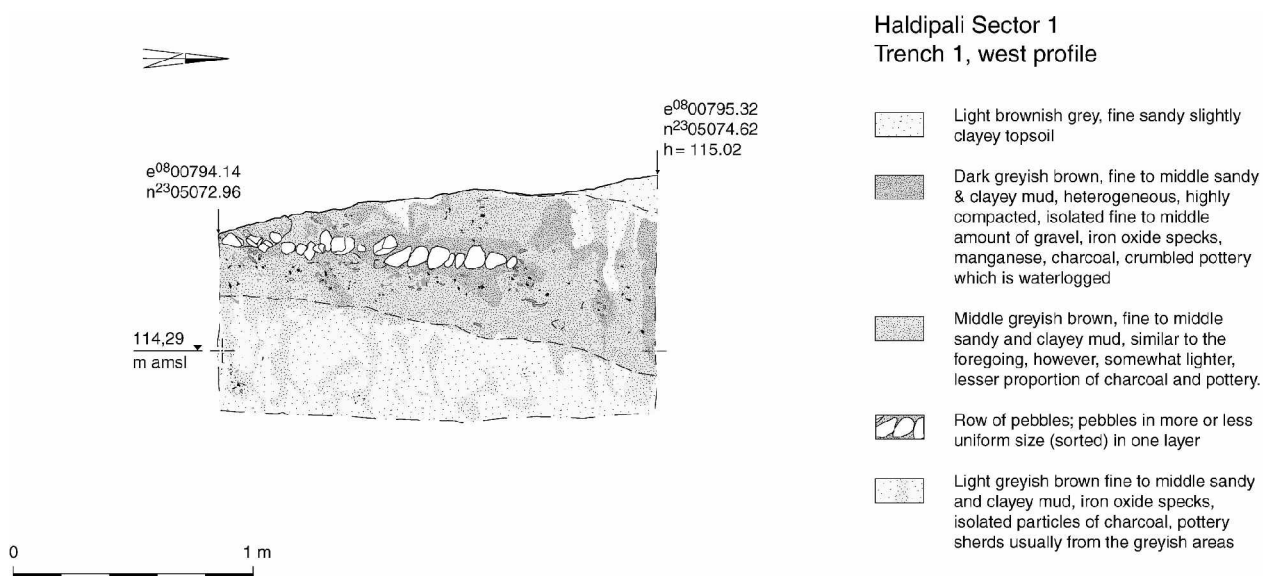 Haldipali Sector 1
Trench 1, west profile
e0800795.32
n2305074.62
h = 115.02
e0800794.14
n2305072.96
114,29
m amsl
0
1 m
Light brownish grey, fine sandy slightly
clayey topsoil
Dark greyish brown, fine to middle sandy
& clayey mud, heterogeneous, highly
compacted, isolated fine to middle
amount of gravel, iron oxide specks,
manganese, charcoal, crumbled pottery
which is waterlogged
Middle greyish brown, fine to middle
sandy and clayey mud, similar to the
foregoing, however, somewhat lighter,
lesser proportion of charcoal and pottery.
Row of pebbles; pebbles in more or less
uniform size (sorted) in one layer
Light greyish brown fine to middle sandy
and clayey mud, iron oxide specks,
isolated particles of charcoal, pottery
sherds usually from the greyish areas